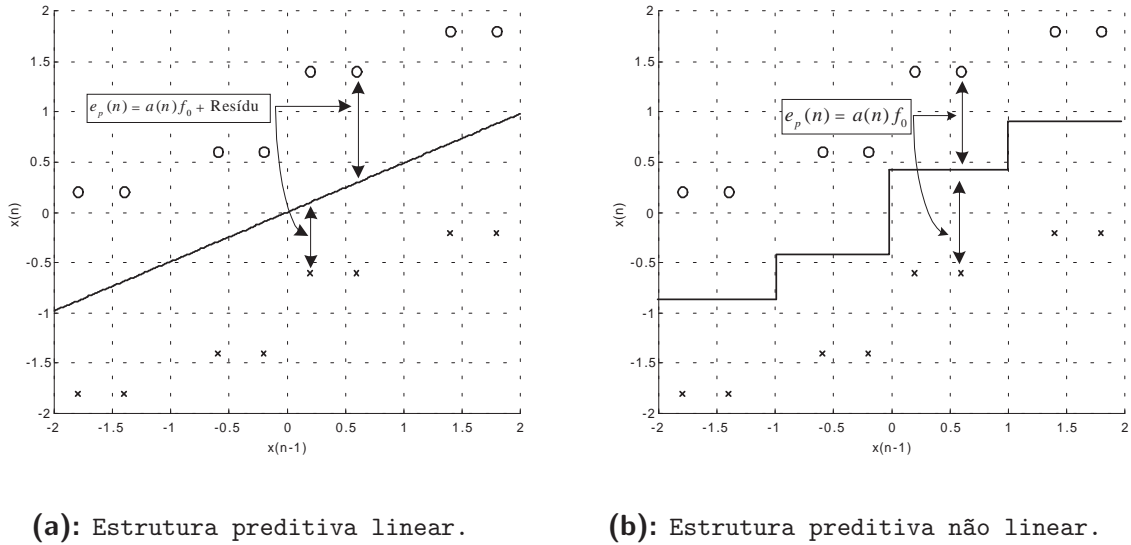 2
1.5
1
0.5
0
-0.5
-1
-1.5
-2
x(n)
e_p(n) = a(n)f_0 + Resídu
-2 -1.5 -1 -0.5 0 0.5 1 1.5 2
x(n-1)
(a): Estrutura preditiva linear.
2
1.5
1
0.5
0
-0.5
-1
-1.5
-2
x(n)
e_p(n) = a(n)f_0
-2 -1.5 -1 -0.5 0 0.5 1 1.5 2
x(n-1)
(b): Estrutura preditiva não linear.